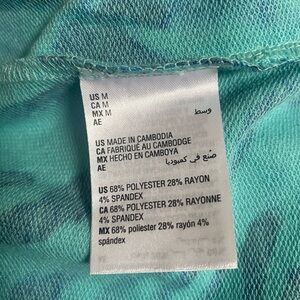 US M
CA M
MX M
AE وسط
US MADE IN CAMBODIA
CA FABRIQUÉ AU CAMBODGE
MX HECHO EN CAMBOYA
AE صُنع في كمبوديا
US 68% POLYESTER 28% RAYON
4% SPANDEX
CA 68% POLYESTER 28% RAYONNE
4% SPANDEX
MX 68% poliester 28% rayón 4%
spándex